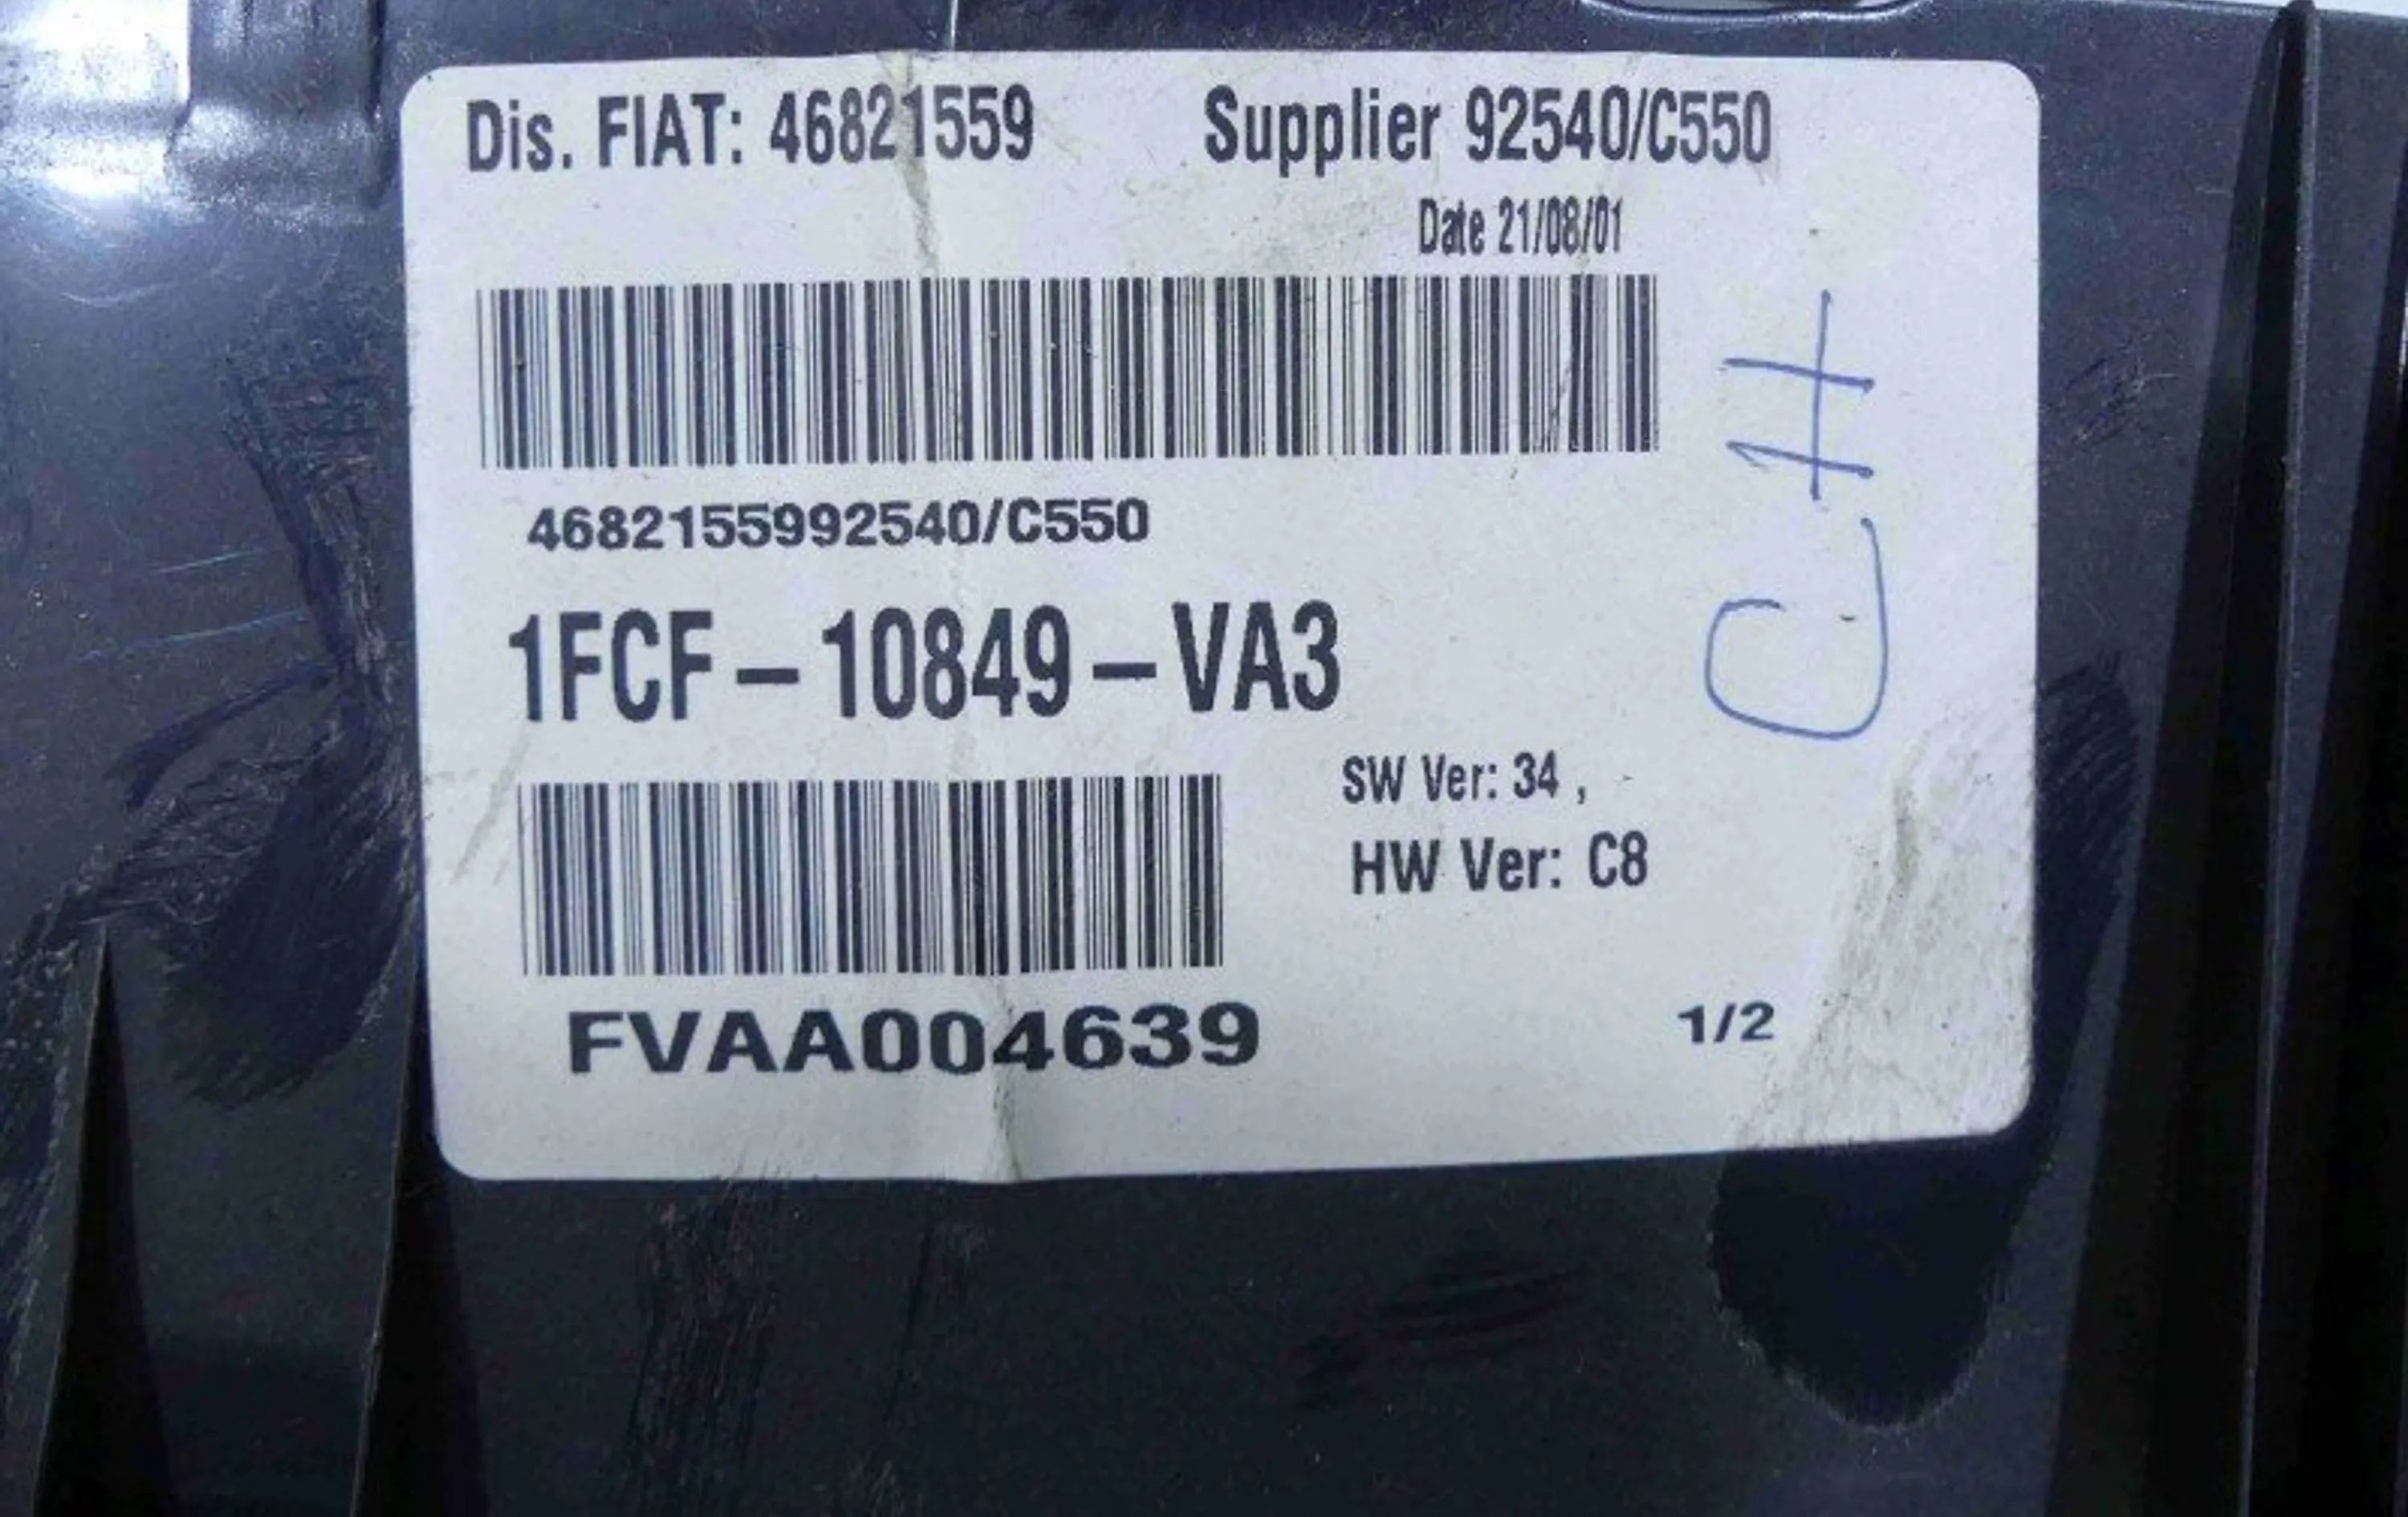 Dis. FIAT: 46821559 Supplier 92540/C550
Date 21/08/01
4682155992540/C550
1FCF-10849-VA3
SW Ver: 34 ,
HW Ver: C8
FVAA004639
1/2
CH